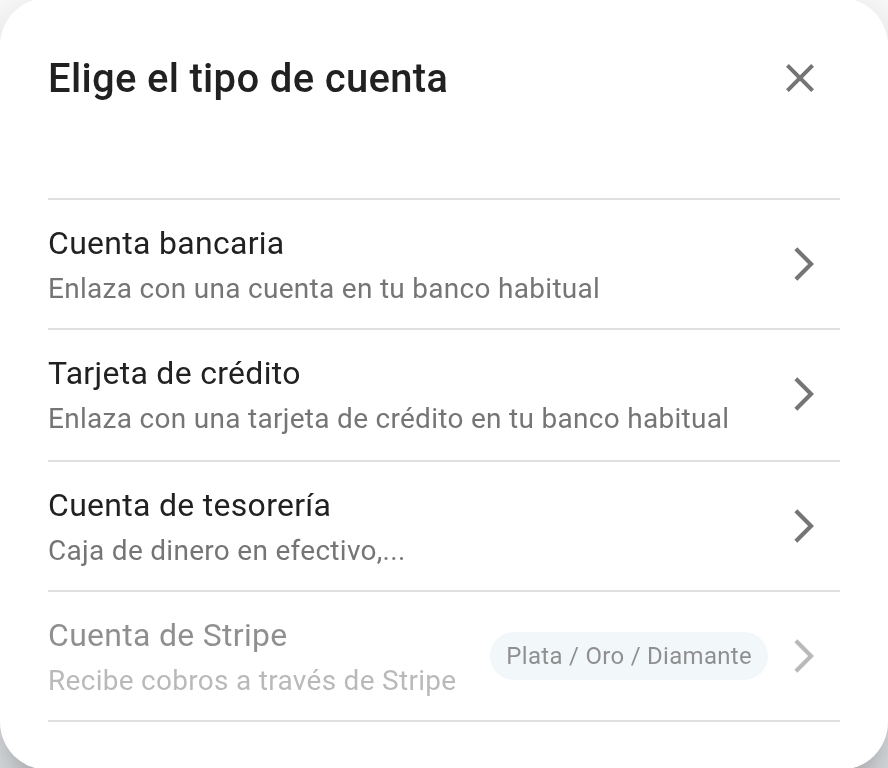 Elige el tipo de cuenta
Cuenta bancaria
Enlaza con una cuenta en tu banco habitual
Tarjeta de crédito
Enlaza con una tarjeta de crédito en tu banco habitual
Cuenta de tesorería
Caja de dinero en efectivo,...
Cuenta de Stripe
Recibe cobros a través de Stripe
Plata / Oro / Diamante